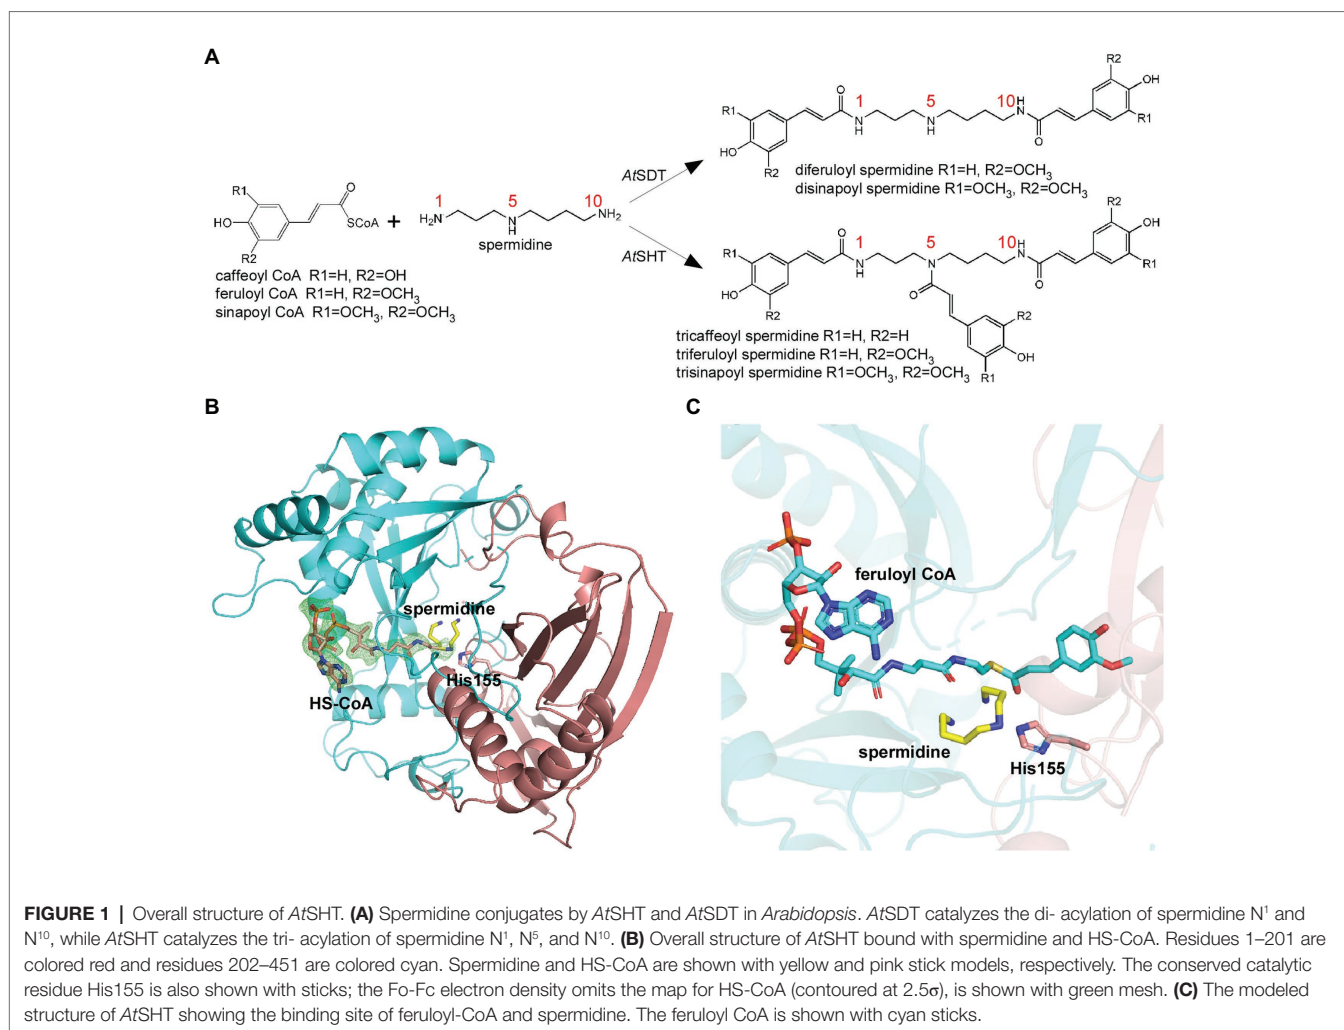 A
R1
HO
R2
O
SCoA
+
1
H₂N
5
N
H
10
NH₂
spermidine
caffeoyl CoA R1=H, R2=OH
feruloyl CoA R1=H, R2=OCH₃
sinapoyl CoA R1=OCH₃, R2=OCH₃
AtSDT
AtSHT
R1
HO
R2
O
1
N
H
5
N
H
10
H
N
O
R2
OH
R1
diferuloyl spermidine R1=H, R2=OCH₃
disinapoyl spermidine R1=OCH₃, R2=OCH₃
R1
HO
R2
O
1
N
H
5
N
10
H
N
O
R2
OH
R1
O
R2
OH
R1
tricaffeoyl spermidine R1=H, R2=H
triferuloyl spermidine R1=H, R2=OCH₃
trisinapoyl spermidine R1=OCH₃, R2=OCH₃
B
spermidine
His155
HS-CoA
C
feruloyl CoA
spermidine
His155
FIGURE 1 | Overall structure of AtSHT. (A) Spermidine conjugates by AtSHT and AtSDT in Arabidopsis. AtSDT catalyzes the di- acylation of spermidine N¹ and
N¹⁰, while AtSHT catalyzes the tri- acylation of spermidine N¹, N⁵, and N¹⁰. (B) Overall structure of AtSHT bound with spermidine and HS-CoA. Residues 1–201 are
colored red and residues 202–451 are colored cyan. Spermidine and HS-CoA are shown with yellow and pink stick models, respectively. The conserved catalytic
residue His155 is also shown with sticks; the Fo-Fc electron density omits the map for HS-CoA (contoured at 2.5σ), is shown with green mesh. (C) The modeled
structure of AtSHT showing the binding site of feruloyl-CoA and spermidine. The feruloyl CoA is shown with cyan sticks.